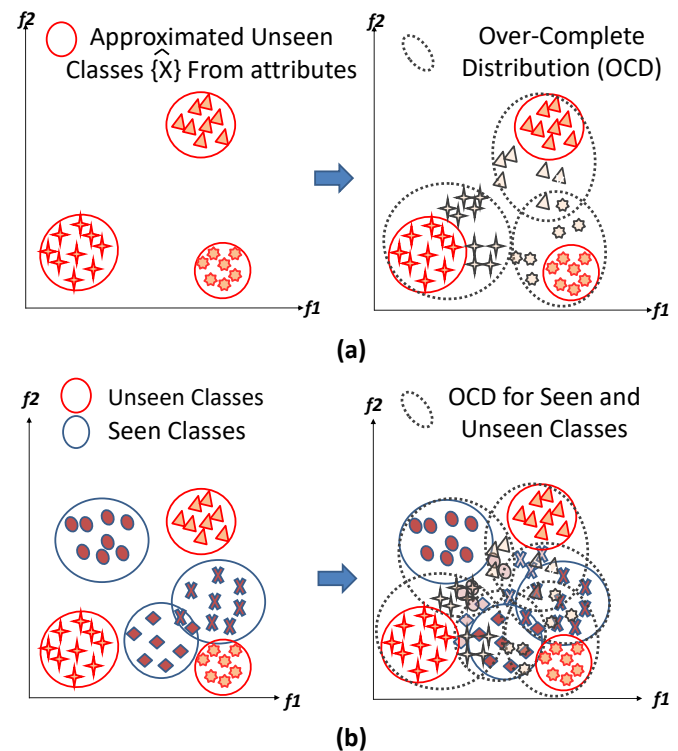 f2
Approximated Unseen
Classes {X̂} From attributes
f1
f2
Over-Complete
Distribution (OCD)
f1
(a)
f2
Unseen Classes
Seen Classes
f1
f2
OCD for Seen and
Unseen Classes
f1
(b)